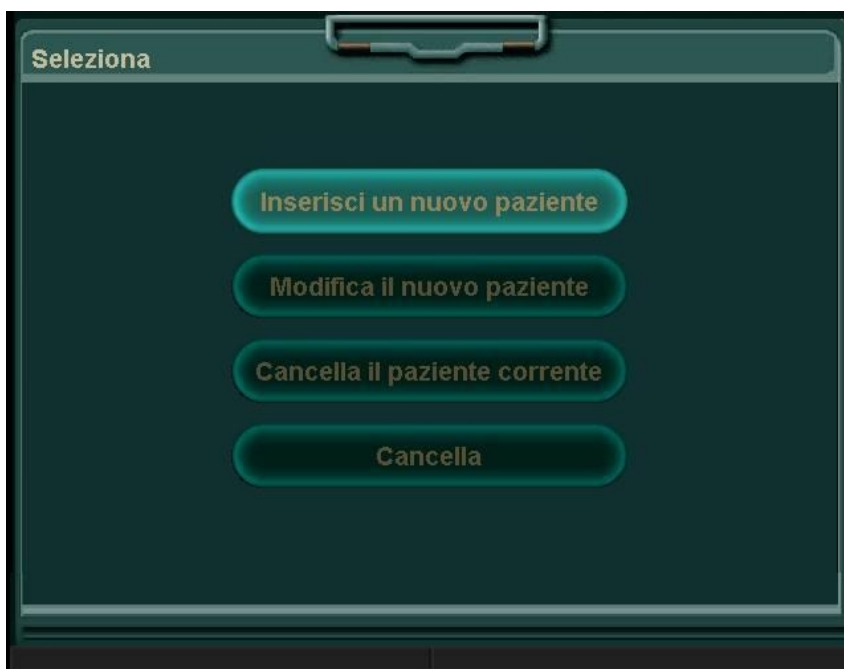 Seleziona
Inserisci un nuovo paziente
Modifica il nuovo paziente
Cancella il paziente corrente
Cancella